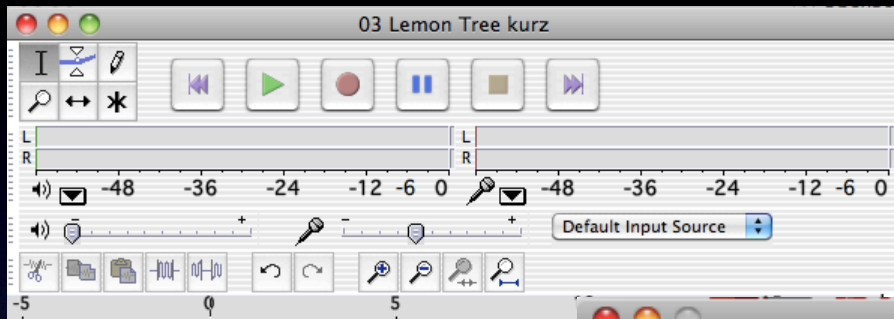 03 Lemon Tree kurz
L L
R R
-48 -36 -24 -12 -6 0 -48 -36 -24 -12 -6 0
- + - +
Default Input Source
-5 0 5